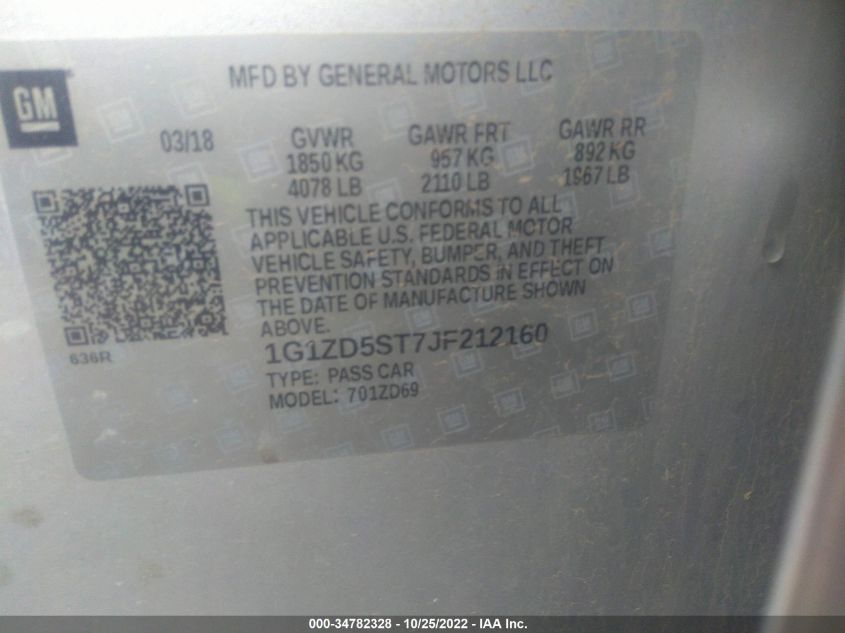 MFD BY GENERAL MOTORS LLC
GM
03/18 GVWR GAWR FRT GAWR RR
1850 KG 957 KG 892 KG
4078 LB 2110 LB 1967 LB
THIS VEHICLE CONFORMS TO ALL
APPLICABLE U.S. FEDERAL MOTOR
VEHICLE SAFETY, BUMPER, AND THEFT
PREVENTION STANDARDS IN EFFECT ON
THE DATE OF MANUFACTURE SHOWN
ABOVE.
636R
1G1ZD5ST7JF212160
TYPE: PASS CAR
MODEL: 701ZD69
000-34782328 - 10/25/2022 - IAA Inc.